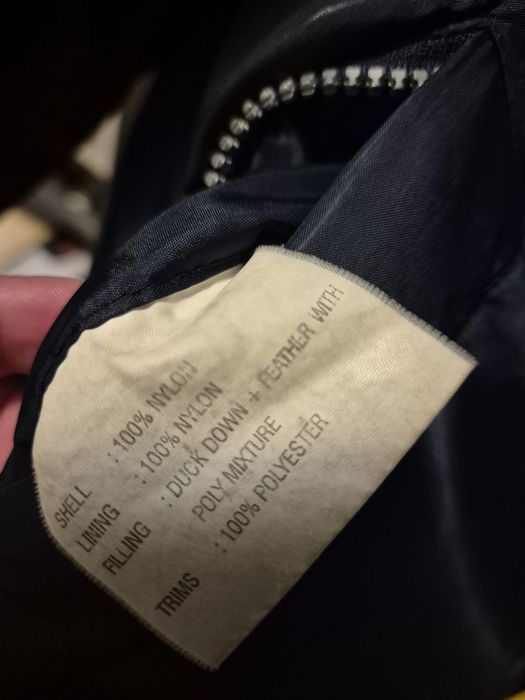 SHELL : 100% NYLON
LINING : 100% NYLON
FILLING : DUCK DOWN + FEATHER WITH
POLY MIXTURE
TRIMS : 100% POLYESTER